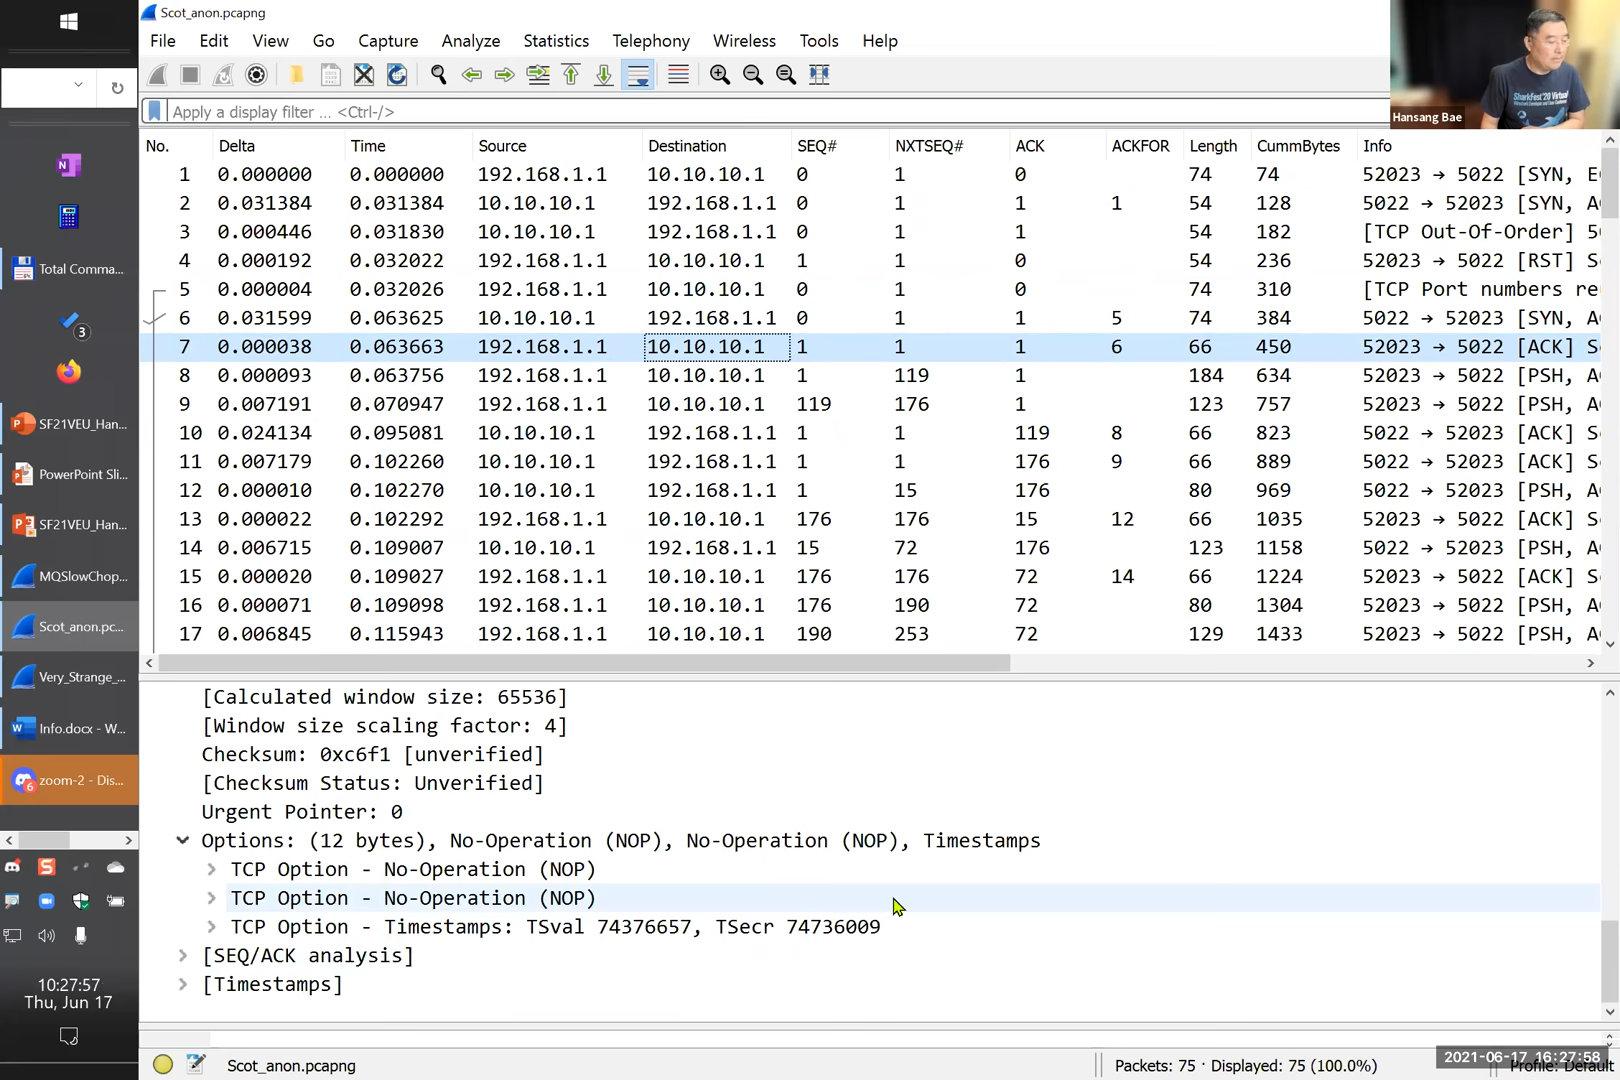 Scot_anon.pcapng
File Edit View Go Capture Analyze Statistics Telephony Wireless Tools Help
Apply a display filter ... <Ctrl-/>
SharkFest'20 Virtual
Hansang Bae
No. Delta Time Source Destination SEQ# NXTSEQ# ACK ACKFOR Length CummBytes Info
1 0.000000 0.000000 192.168.1.1 10.10.10.1 0 1 0 74 74 52023 → 5022 [SYN, E
2 0.031384 0.031384 10.10.10.1 192.168.1.1 0 1 1 1 54 128 5022 → 52023 [SYN, A
3 0.000446 0.031830 10.10.10.1 192.168.1.1 0 1 1 54 182 [TCP Out-Of-Order] 5
4 0.000192 0.032022 192.168.1.1 10.10.10.1 1 1 0 54 236 52023 → 5022 [RST] S
5 0.000004 0.032026 192.168.1.1 10.10.10.1 0 1 0 74 310 [TCP Port numbers re
6 0.031599 0.063625 10.10.10.1 192.168.1.1 0 1 1 5 74 384 5022 → 52023 [SYN, A
7 0.000038 0.063663 192.168.1.1 10.10.10.1 1 1 1 6 66 450 52023 → 5022 [ACK] S
8 0.000093 0.063756 192.168.1.1 10.10.10.1 1 119 1 184 634 52023 → 5022 [PSH, A
9 0.007191 0.070947 192.168.1.1 10.10.10.1 119 176 1 123 757 52023 → 5022 [PSH, A
10 0.024134 0.095081 10.10.10.1 192.168.1.1 1 1 119 8 66 823 5022 → 52023 [ACK] S
11 0.007179 0.102260 10.10.10.1 192.168.1.1 1 1 176 9 66 889 5022 → 52023 [ACK] S
12 0.000010 0.102270 10.10.10.1 192.168.1.1 1 15 176 80 969 5022 → 52023 [PSH, A
13 0.000022 0.102292 192.168.1.1 10.10.10.1 176 176 15 12 66 1035 52023 → 5022 [ACK] S
14 0.006715 0.109007 10.10.10.1 192.168.1.1 15 72 176 123 1158 5022 → 52023 [PSH, A
15 0.000020 0.109027 192.168.1.1 10.10.10.1 176 176 72 14 66 1224 52023 → 5022 [ACK] S
16 0.000071 0.109098 192.168.1.1 10.10.10.1 176 190 72 80 1304 52023 → 5022 [PSH, A
17 0.006845 0.115943 192.168.1.1 10.10.10.1 190 253 72 129 1433 52023 → 5022 [PSH, A
[Calculated window size: 65536]
[Window size scaling factor: 4]
Checksum: 0xc6f1 [unverified]
[Checksum Status: Unverified]
Urgent Pointer: 0
Options: (12 bytes), No-Operation (NOP), No-Operation (NOP), Timestamps
TCP Option - No-Operation (NOP)
TCP Option - No-Operation (NOP)
TCP Option - Timestamps: TSval 74376657, TSecr 74736009
[SEQ/ACK analysis]
[Timestamps]
Scot_anon.pcapng
Packets: 75 · Displayed: 75 (100.0%)
Profile: Default
2021-06-17 16:27:58
Total Comma...
3
SF21VEU_Han...
PowerPoint Sli...
SF21VEU_Han...
MQSlowChop...
Scot_anon.pc...
Very_Strange_...
Info.docx - W...
zoom-2 - Dis...
10:27:57
Thu, Jun 17